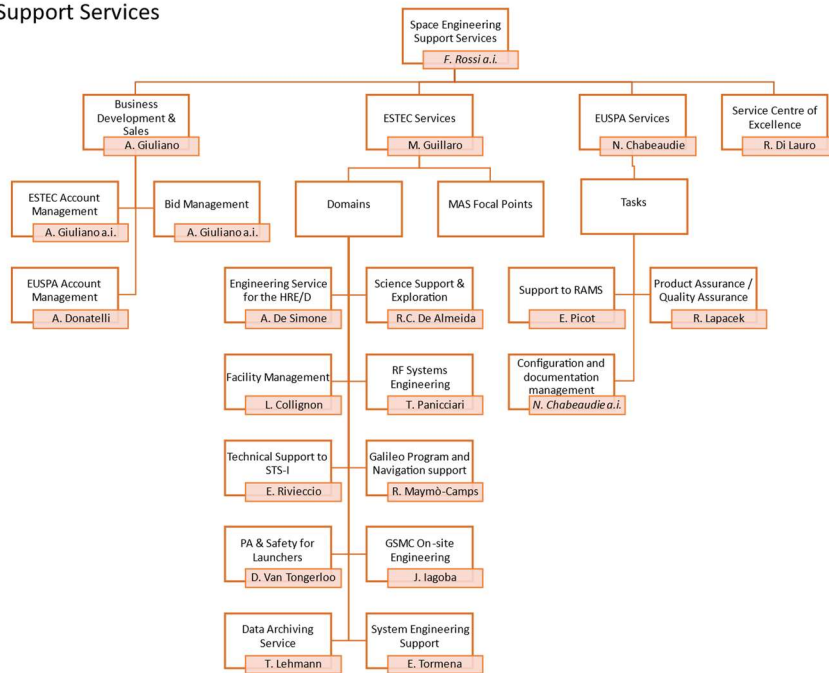 Support Services
Space Engineering
Support Services
F. Rossi a.i.
Business
Development &
Sales
A. Giuliano
ESTEC Services
M. Guillaro
EUSPA Services
N. Chabeaudie
Service Centre of
Excellence
R. Di Lauro
ESTEC Account
Management
A. Giuliano a.i.
Bid Management
A. Giuliano a.i.
Domains
MAS Focal Points
Tasks
EUSPA Account
Management
A. Donatelli
Engineering Service
for the HRE/D
A. De Simone
Science Support &
Exploration
R.C. De Almeida
Support to RAMS
E. Picot
Product Assurance /
Quality Assurance
R. Lapacek
Facility Management
L. Collignon
RF Systems
Engineering
T. Panicciari
Configuration and
documentation
management
N. Chabeaudie a.i.
Technical Support to
STS-I
E. Rivieccio
Galileo Program and
Navigation support
R. Maymò-Camps
PA & Safety for
Launchers
D. Van Tongerloo
GSMC On-site
Engineering
J. Iagoba
Data Archiving
Service
T. Lehmann
System Engineering
Support
E. Tormena